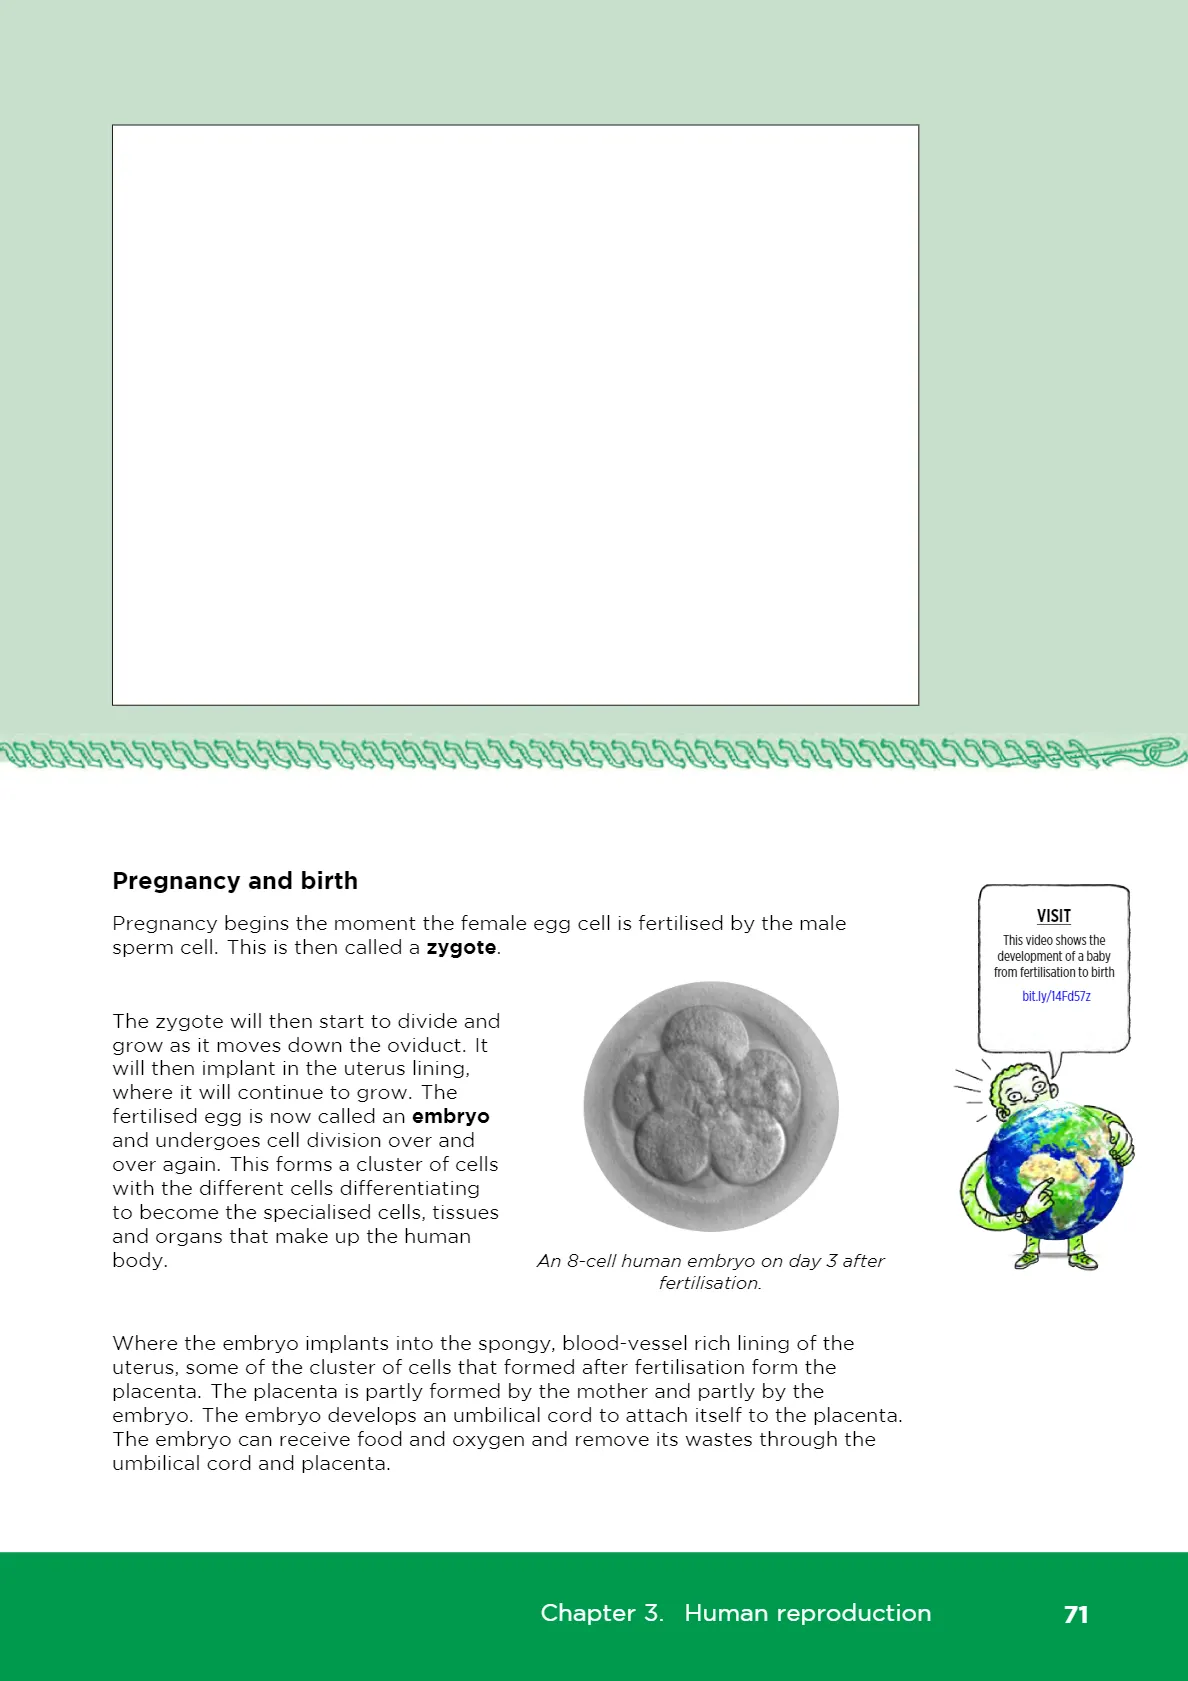 Pregnancy and birth
Pregnancy begins the moment the female egg cell is fertilised by the male
sperm cell. This is then called a zygote.
The zygote will then start to divide and
grow as it moves down the oviduct. It
will then implant in the uterus lining,
where it will continue to grow. The
fertilised egg is now called an embryo
and undergoes cell division over and
over again. This forms a cluster of cells
with the different cells differentiating
to become the specialised cells, tissues
and organs that make up the human
body.
An 8-cell human embryo on day 3 after
fertilisation.
Where the embryo implants into the spongy, blood-vessel rich lining of the
uterus, some of the cluster of cells that formed after fertilisation form the
placenta. The placenta is partly formed by the mother and partly by the
embryo. The embryo develops an umbilical cord to attach itself to the placenta.
The embryo can receive food and oxygen and remove its wastes through the
umbilical cord and placenta.
VISIT
This video shows the
development of a baby
from fertilisation to birth
bit.ly/14Fd57z
Chapter 3. Human reproduction 71